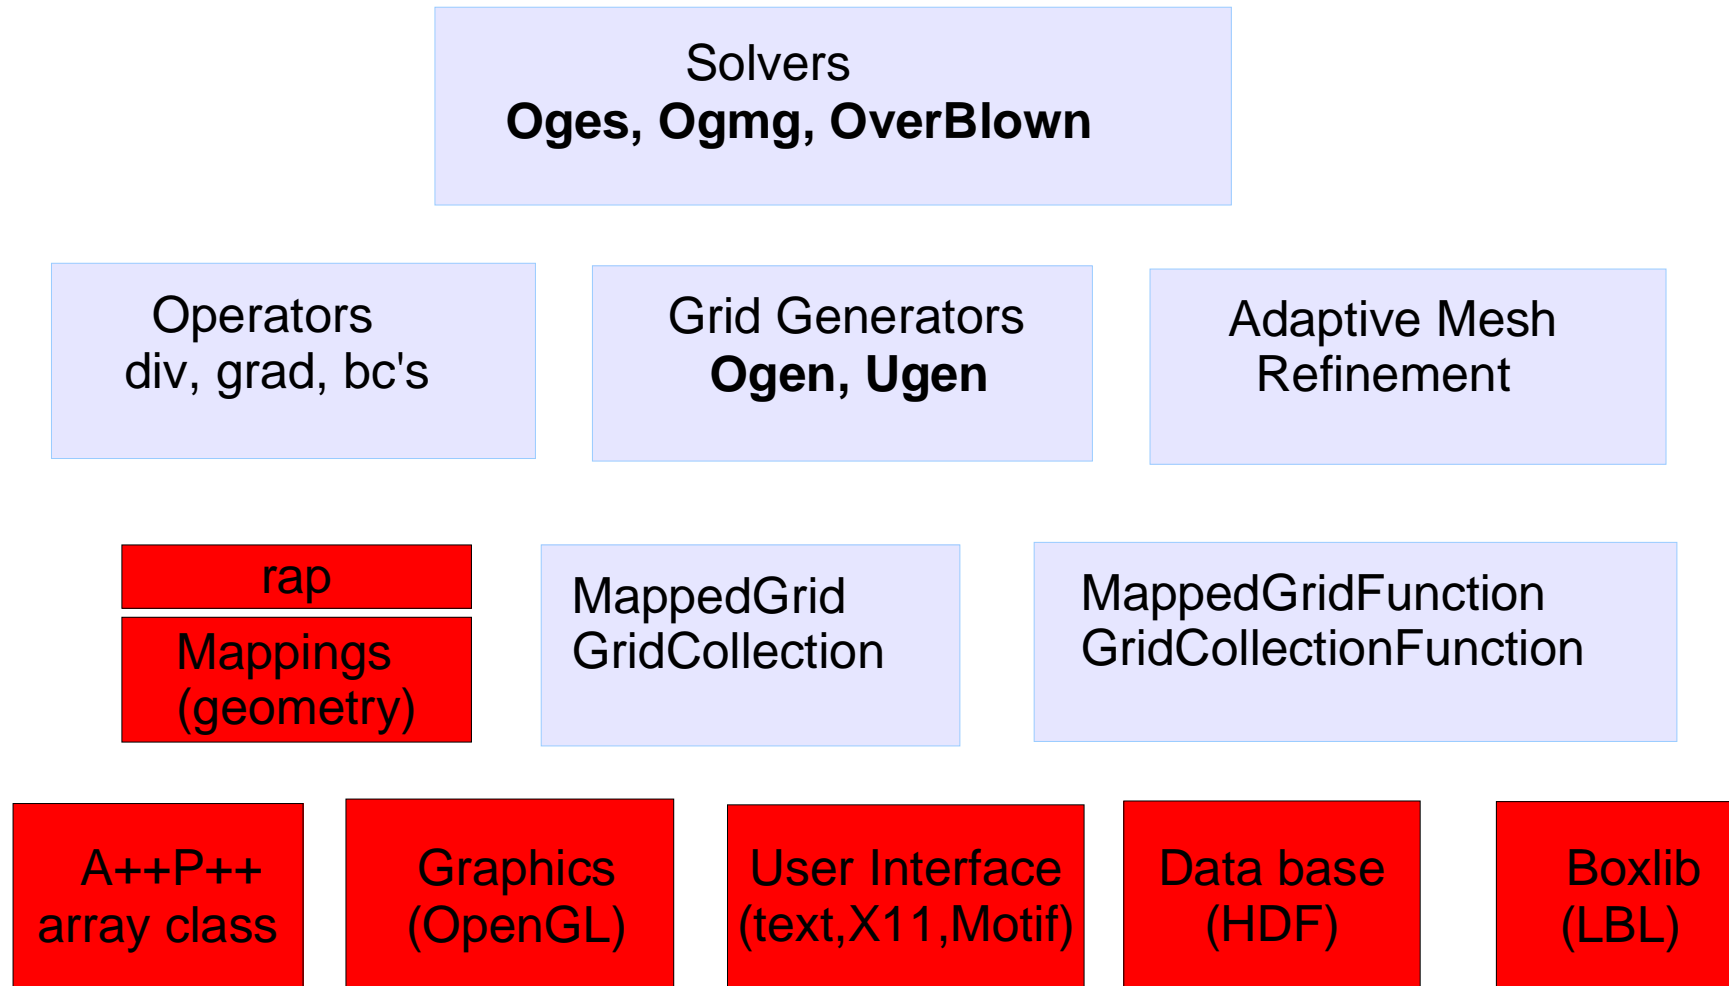 Solvers
Oges, Ogmg, OverBlown
Operators
div, grad, bc's
Grid Generators
Ogen, Ugen
Adaptive Mesh
Refinement
rap
Mappings
(geometry)
MappedGrid
GridCollection
MappedGridFunction
GridCollectionFunction
A++P++
array class
Graphics
(OpenGL)
User Interface
(text,X11,Motif)
Data base
(HDF)
Boxlib
(LBL)